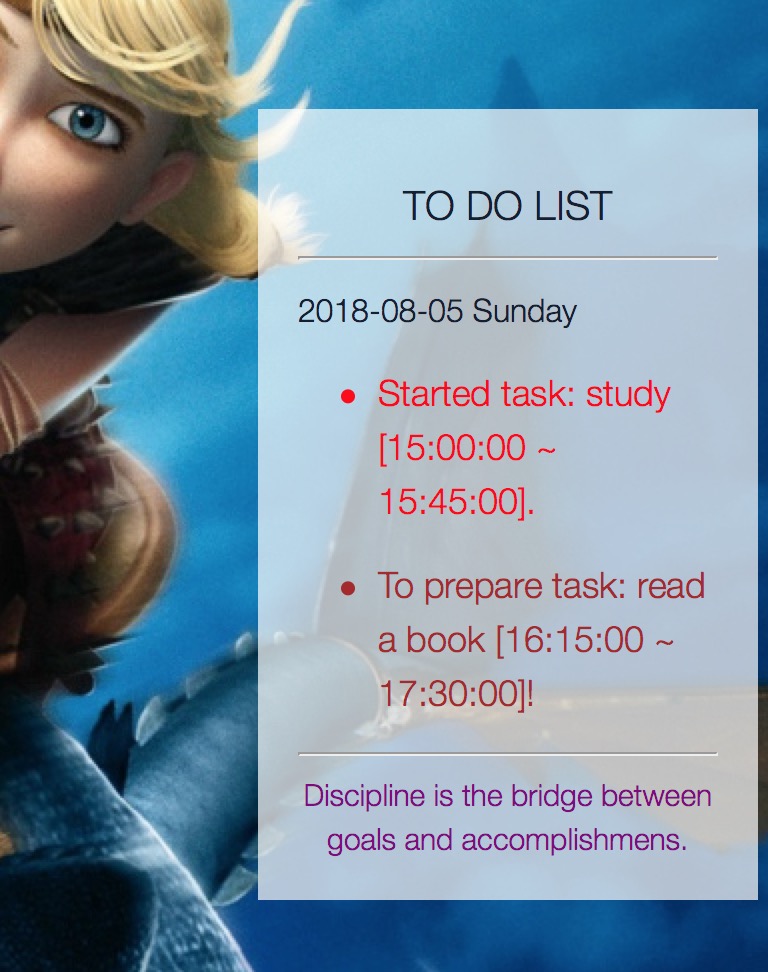 TO DO LIST
2018-08-05 Sunday
• Started task: study
[15:00:00 ~
15:45:00].
• To prepare task: read
a book [16:15:00 ~
17:30:00]!
Discipline is the bridge between
goals and accomplishmens.